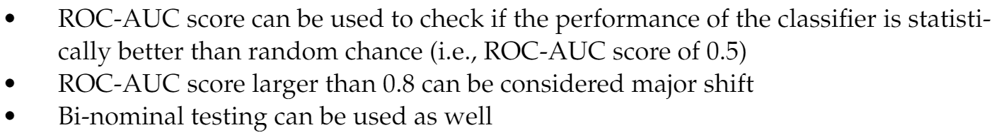 • ROC-AUC score can be used to check if the performance of the classifier is statisti-
cally better than random chance (i.e., ROC-AUC score of 0.5)
• ROC-AUC score larger than 0.8 can be considered major shift
• Bi-nominal testing can be used as well